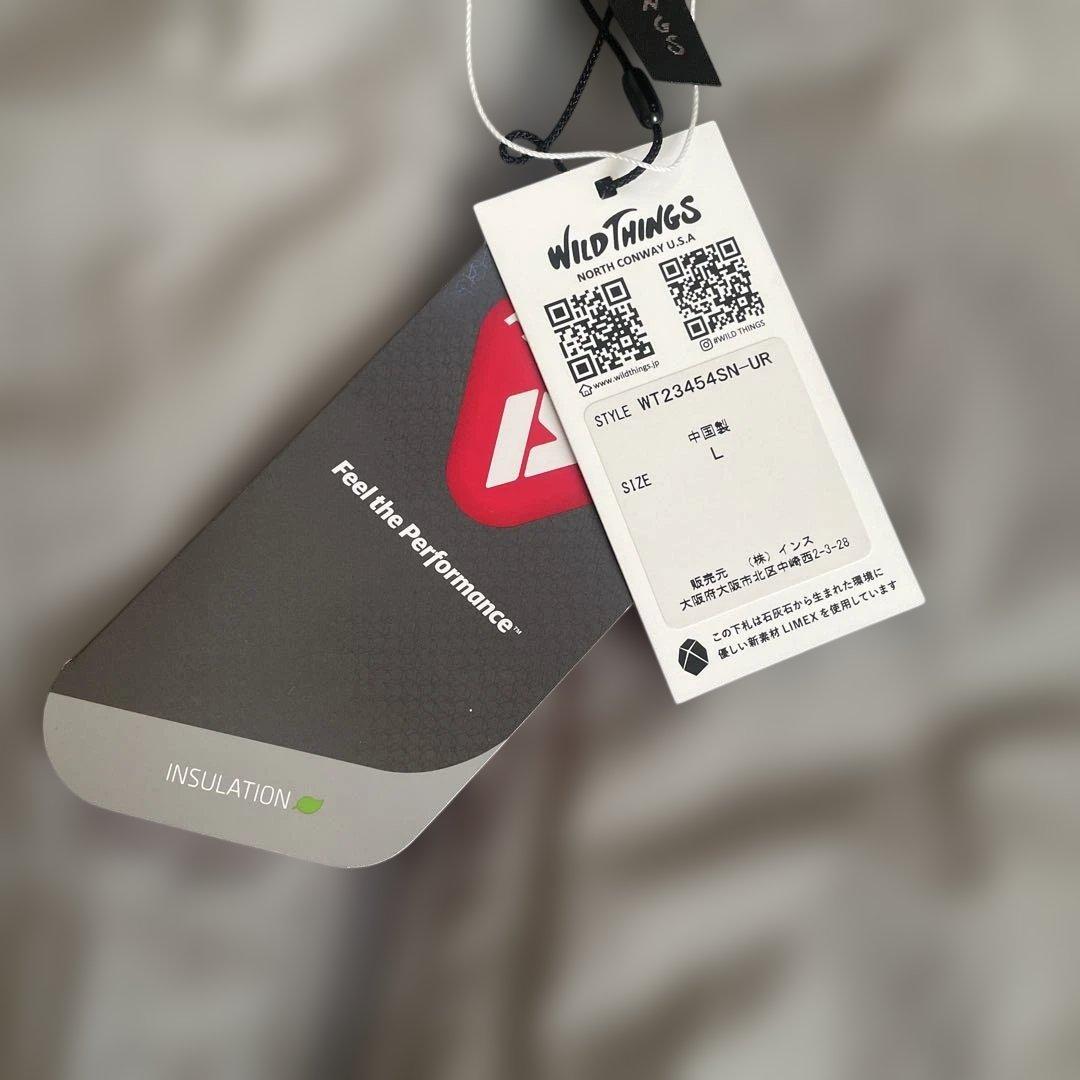 WILD THINGS
NORTH CONWAY U.S.A
www.wildthings.jp
#WILD THINGS
STYLE WT23454SN-UR
中国製
L
SIZE
販売元 (株)インス
大阪府大阪市北区中崎西2-3-28
この下札は石灰石から生まれた環境に
優しい新素材 LIMEX を使用しています
Feel the Performance™
INSULATION